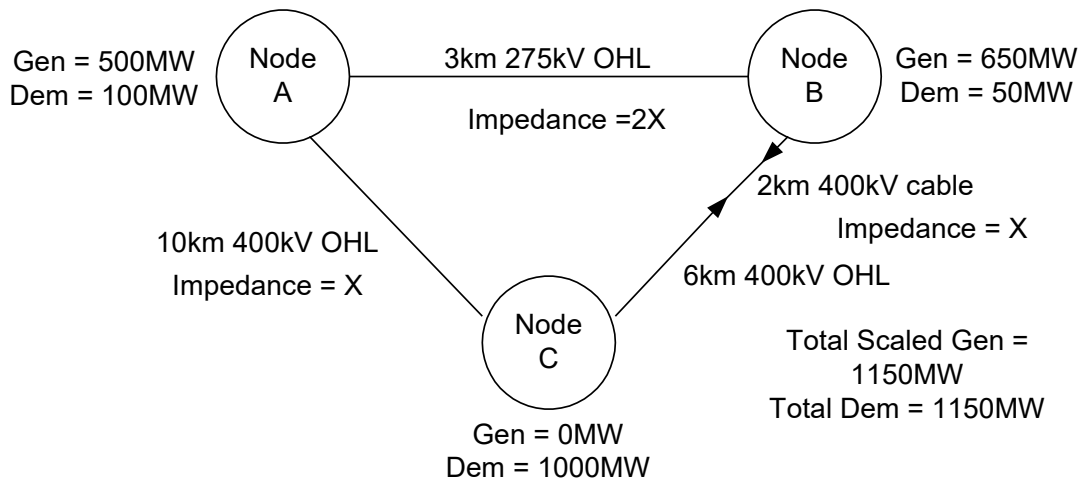 Gen = 500MW
Dem = 100MW
Node
A
3km 275kV OHL
Impedance =2X
Node
B
Gen = 650MW
Dem = 50MW
2km 400kV cable
Impedance = X
6km 400kV OHL
10km 400kV OHL
Impedance = X
Node
C
Gen = 0MW
Dem = 1000MW
Total Scaled Gen =
1150MW
Total Dem = 1150MW